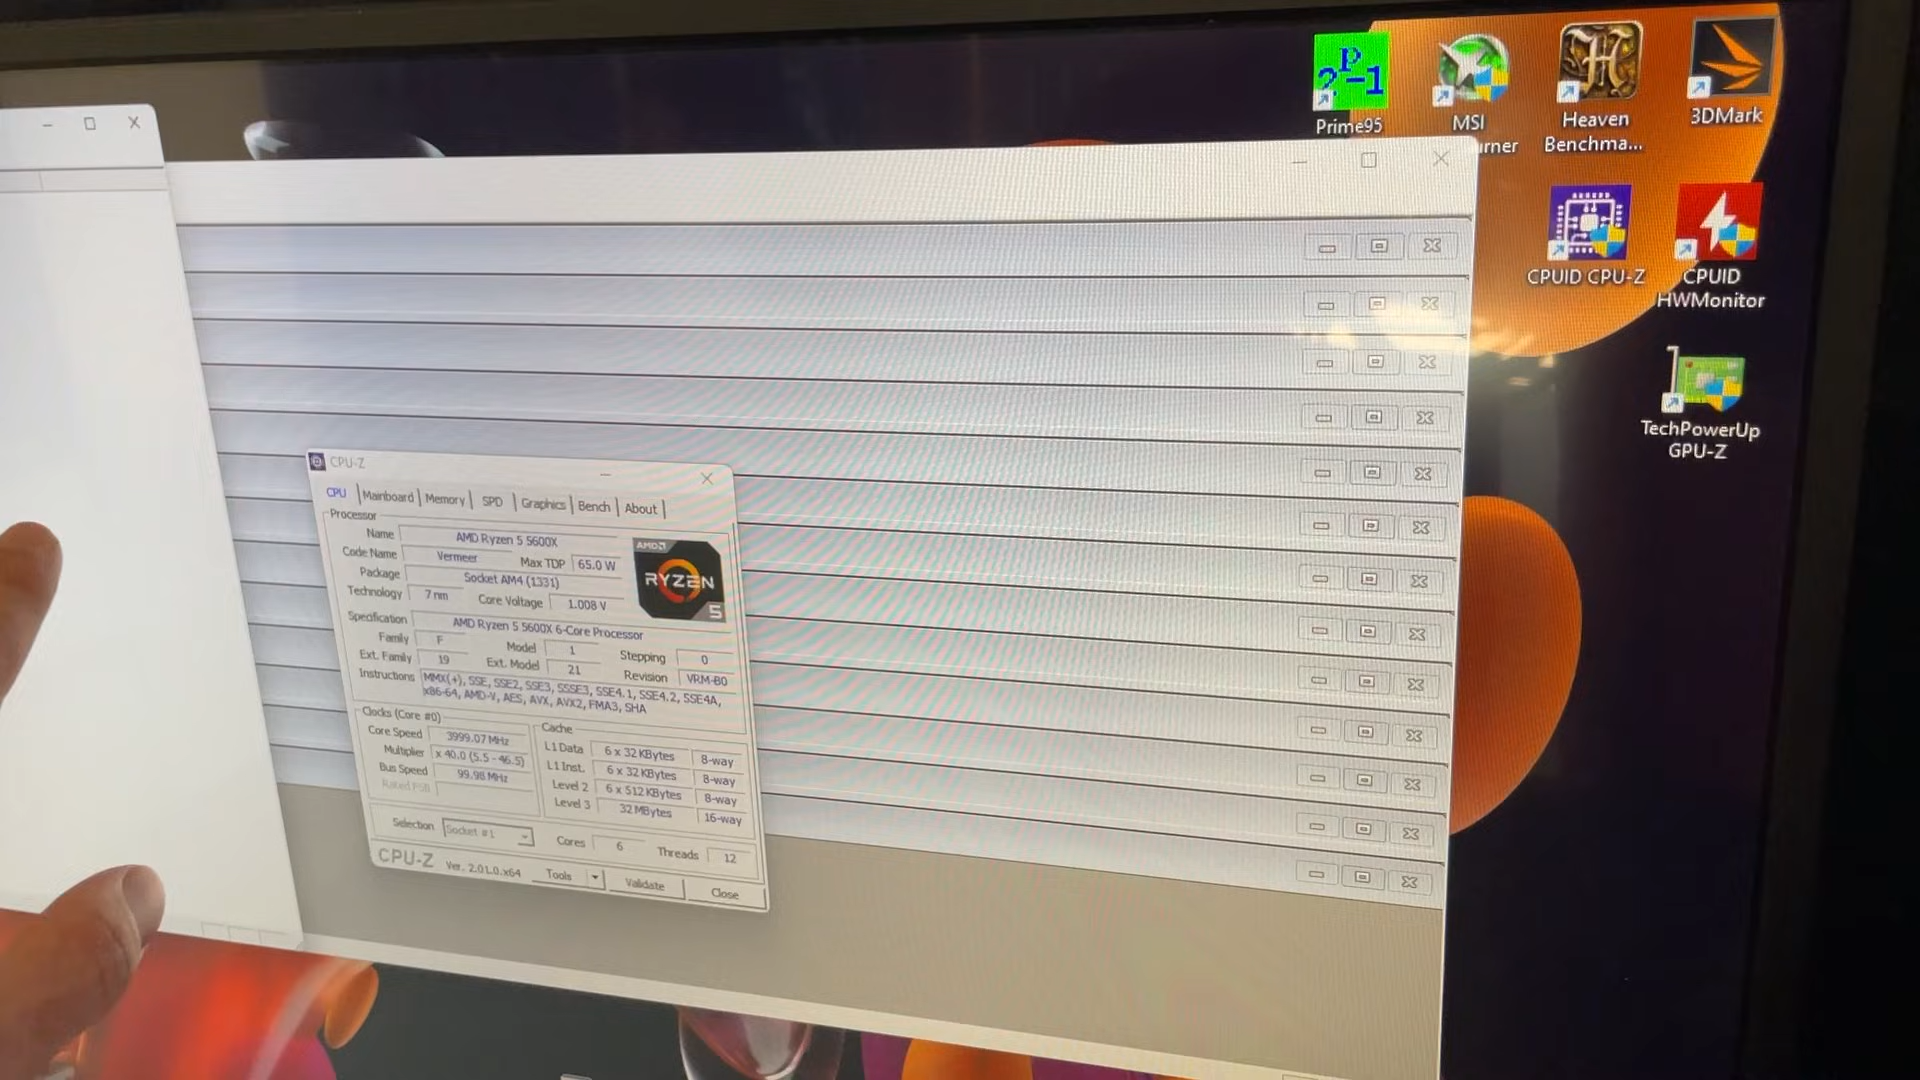 Prime95
MSI
rner
Heaven
Benchma...
3DMark
CPUID CPU-Z
CPUID
HWMonitor
TechPowerUp
GPU-Z
CPU-Z
CPU Mainboard Memory SPD Graphics Bench About
Processor
Name AMD Ryzen 5 5600X
Code Name Vermeer Max TDP 65.0 W
Package Socket AM4 (1331)
Technology 7 nm Core Voltage 1.008 V
AMD
RYZEN
5
Specification AMD Ryzen 5 5600X 6-Core Processor
Family F Model 1 Stepping 0
Ext. Family 19 Ext. Model 21 Revision VRM-B0
Instructions MMX(+), SSE, SSE2, SSE3, SSSE3, SSE4.1, SSE4.2, SSE4A,
x86-64, AMD-V, AES, AVX, AVX2, FMA3, SHA
Clocks (Core #0)
Core Speed 3999.07 MHz
Multiplier x 40.0 (5.5 - 46.5)
Bus Speed 99.98 MHz
Rated FSB
Cache
L1 Data 6 x 32 KBytes 8-way
L1 Inst. 6 x 32 KBytes 8-way
Level 2 6 x 512 KBytes 8-way
Level 3 32 MBytes 16-way
Selection Socket #1 Cores 6 Threads 12
CPU-Z Ver. 2.01.0.x64 Tools Validate Close